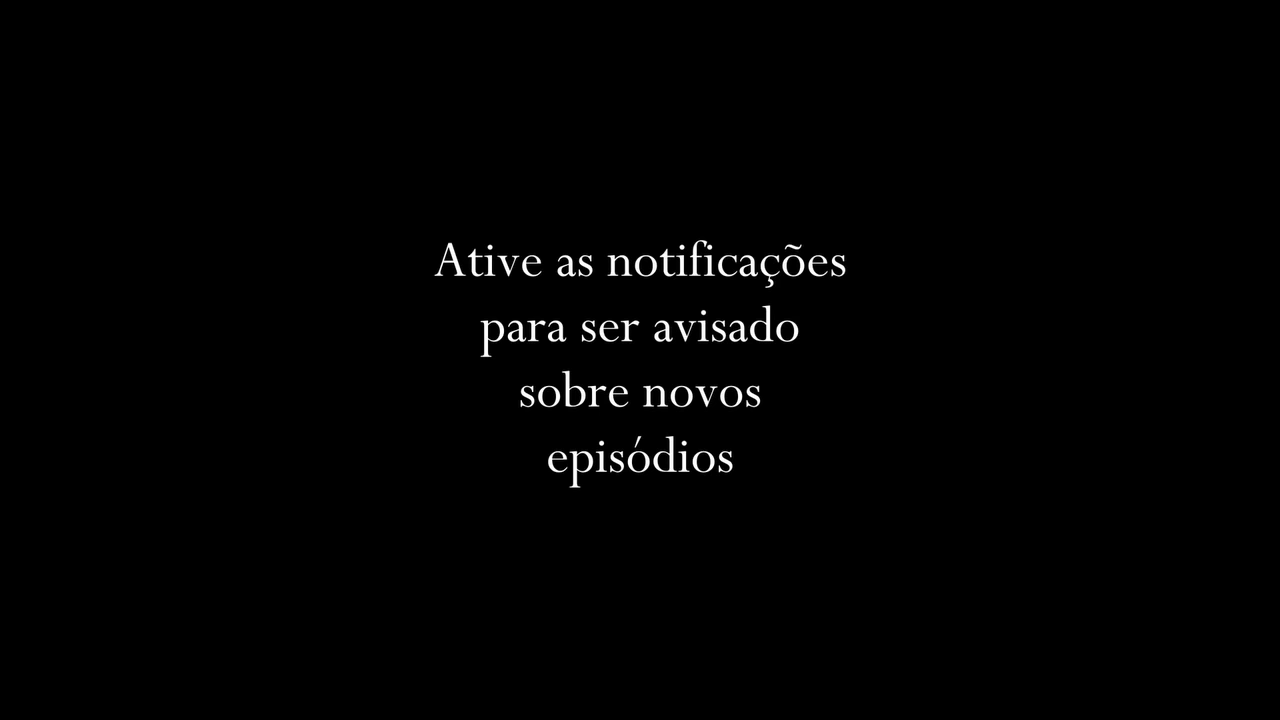 Ative as notificações
para ser avisado
sobre novos
episódios